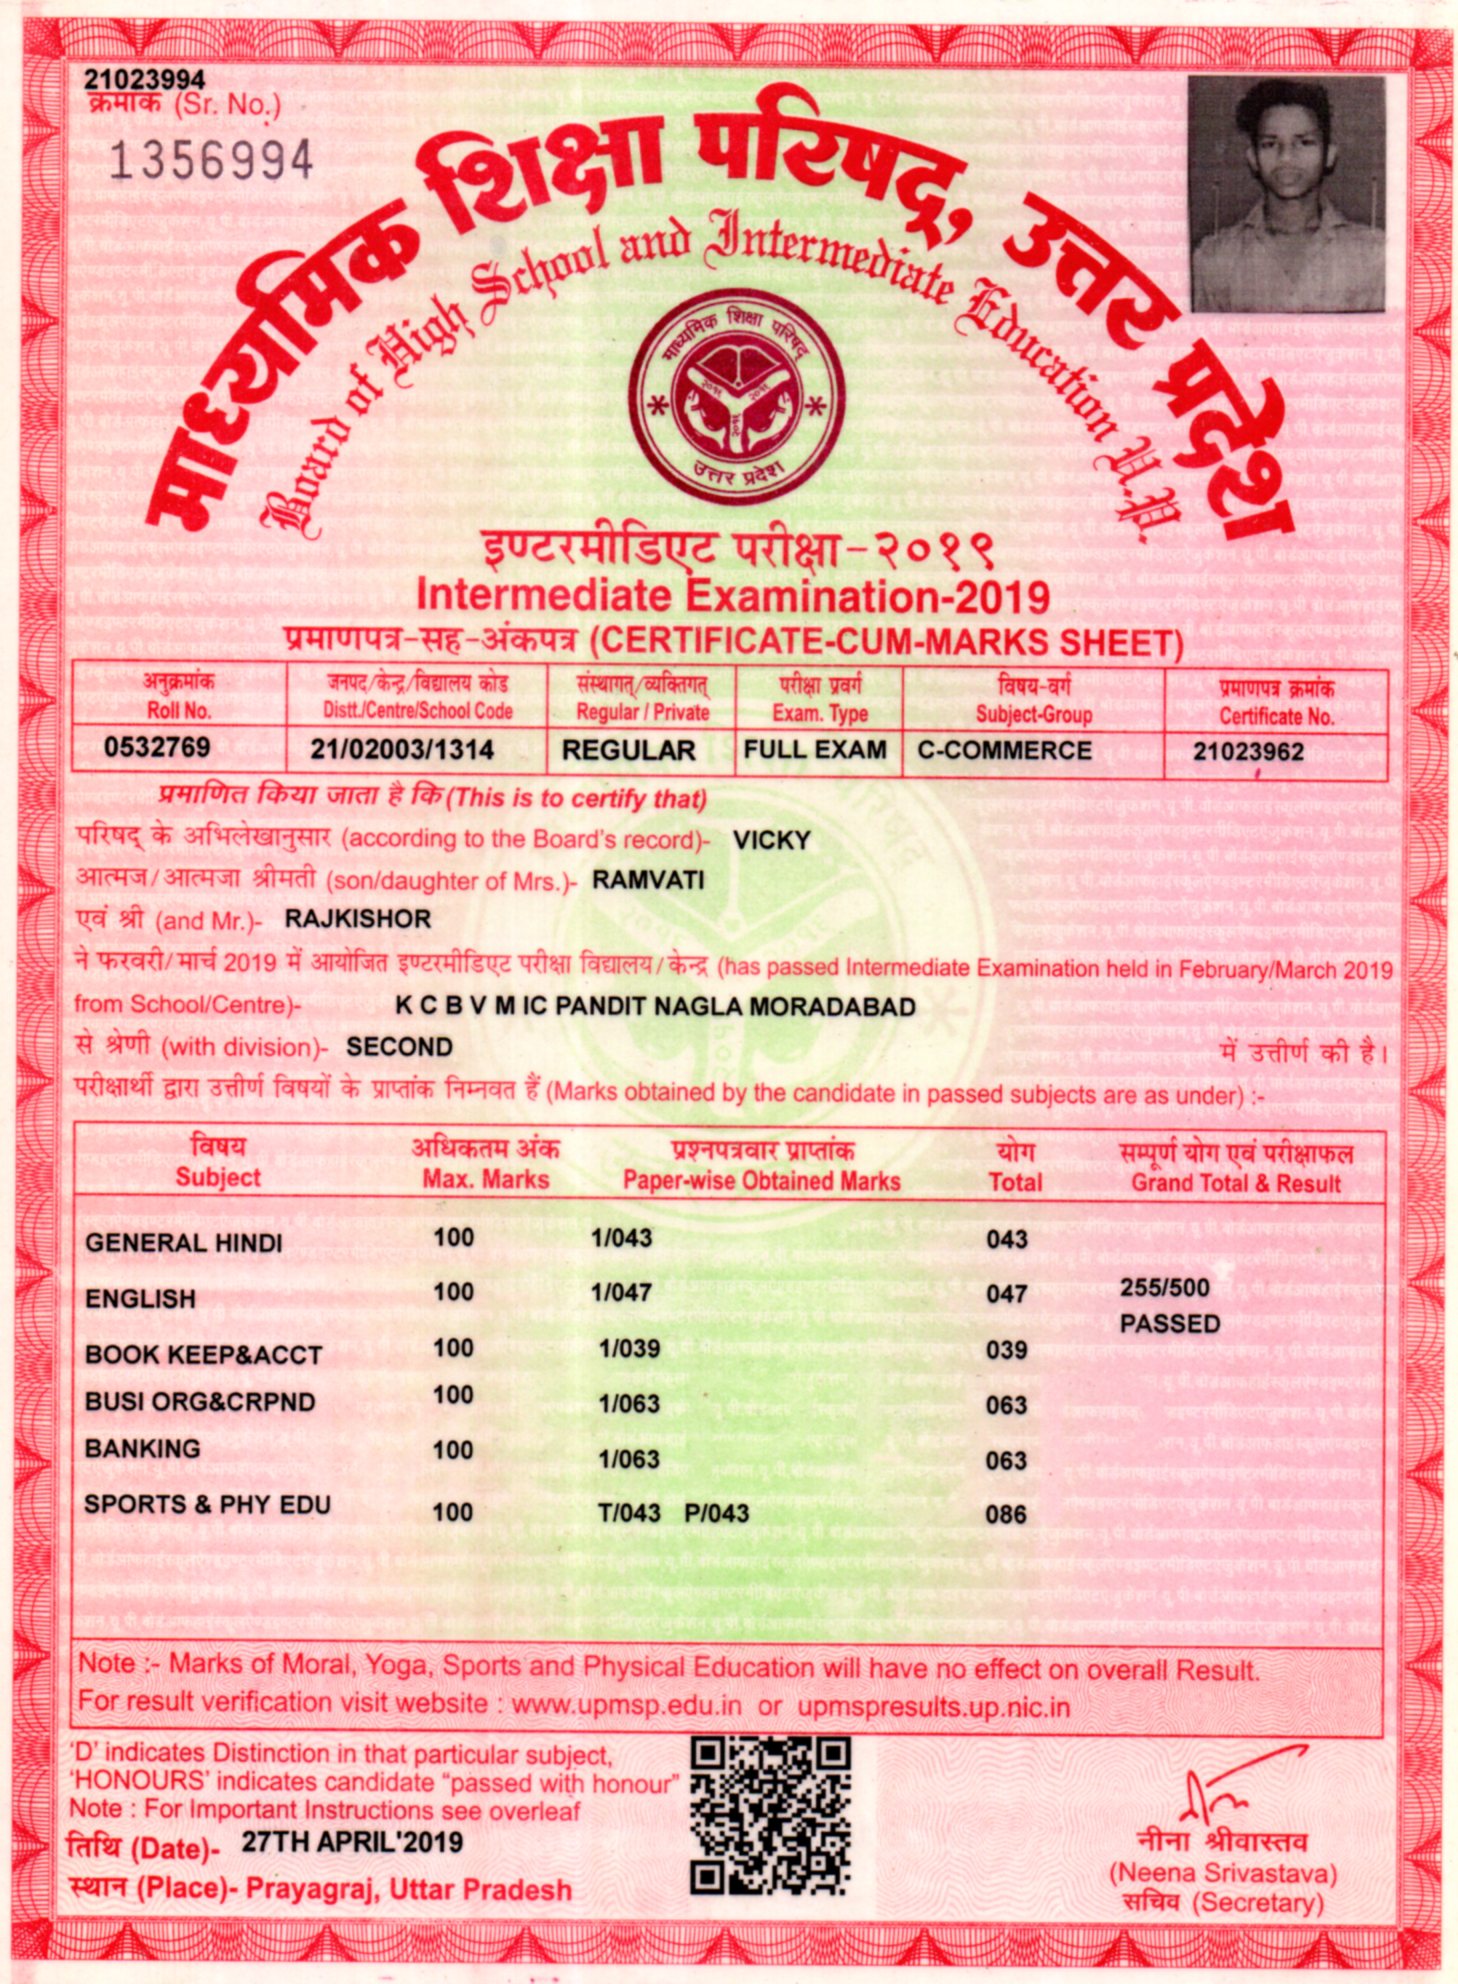 21023994
क्रमांक (Sr. No.)
1356994
माध्यमिक शिक्षा परिषद्, उत्तर प्रदेश
Board of High School and Intermediate Education U.P.
माध्यमिक शिक्षा परिषद्
२०१९ २०१९
२०१९
उत्तर प्रदेश
इण्टरमीडिएट परीक्षा-२०१९
Intermediate Examination-2019
प्रमाणपत्र-सह-अंकपत्र (CERTIFICATE-CUM-MARKS SHEET)
अनुक्रमांक जनपद/केन्द्र/विद्यालय कोड संस्थागत्/व्यक्तिगत् परीक्षा प्रवर्ग विषय-वर्ग प्रमाणपत्र क्रमांक
Roll No. Distt./Centre/School Code Regular / Private Exam. Type Subject-Group Certificate No.
0532769 21/02003/1314 REGULAR FULL EXAM C-COMMERCE 21023962
प्रमाणित किया जाता है कि (This is to certify that)
परिषद् के अभिलेखानुसार (according to the Board's record)- VICKY
आत्मज/आत्मजा श्रीमती (son/daughter of Mrs.)- RAMVATI
एवं श्री (and Mr.)- RAJKISHOR
ने फरवरी/मार्च 2019 में आयोजित इण्टरमीडिएट परीक्षा विद्यालय/केन्द्र (has passed Intermediate Examination held in February/March 2019
from School/Centre)- K C B V M IC PANDIT NAGLA MORADABAD
से श्रेणी (with division)- SECOND में उत्तीर्ण की है।
परीक्षार्थी द्वारा उत्तीर्ण विषयों के प्राप्तांक निम्नवत हैं (Marks obtained by the candidate in passed subjects are as under) :-
विषय अधिकतम अंक प्रश्नपत्रवार प्राप्तांक योग सम्पूर्ण योग एवं परीक्षाफल
Subject Max. Marks Paper-wise Obtained Marks Total Grand Total & Result
GENERAL HINDI 100 1/043 043
ENGLISH 100 1/047 047 255/500
PASSED
BOOK KEEP&ACCT 100 1/039 039
BUSI ORG&CRPND 100 1/063 063
BANKING 100 1/063 063
SPORTS & PHY EDU 100 T/043 P/043 086
Note :- Marks of Moral, Yoga, Sports and Physical Education will have no effect on overall Result.
For result verification visit website : www.upmsp.edu.in or upmspresults.up.nic.in
'D' indicates Distinction in that particular subject,
'HONOURS' indicates candidate "passed with honour"
Note : For Important Instructions see overleaf
तिथि (Date)- 27TH APRIL'2019
स्थान (Place)- Prayagraj, Uttar Pradesh
नीना श्रीवास्तव
(Neena Srivastava)
सचिव (Secretary)